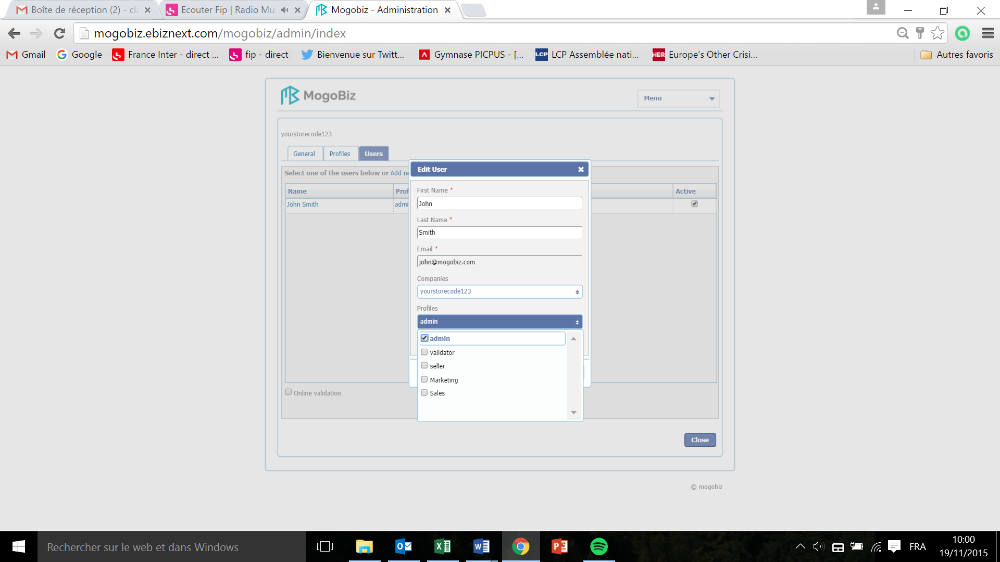 Boîte de réception (2) - cl
Ecouter Fip | Radio Mu
Mogobiz - Administration
mogobiz.ebiznext.com/mogobiz/admin/index
Gmail
Google
France Inter - direct ...
fip - direct
Bienvenue sur Twitt...
Gymnase PICPUS - [...
LCP
LCP Assemblée nati...
HBR
Europe's Other Crisi...
Autres favoris
MogoBiz
Menu
yourstorecode123
General
Profiles
Users
Select one of the users below or Add ne
Edit User
Name
Prof
Active
John Smith
admi
First Name *
John
Last Name *
Smith
Email *
john@mogobiz.com
Companies
yourstorecode123
Profiles
admin
admin
validator
seller
Marketing
Sales
Online validation
Close
© mogobiz
Rechercher sur le web et dans Windows
FRA
10:00
19/11/2015